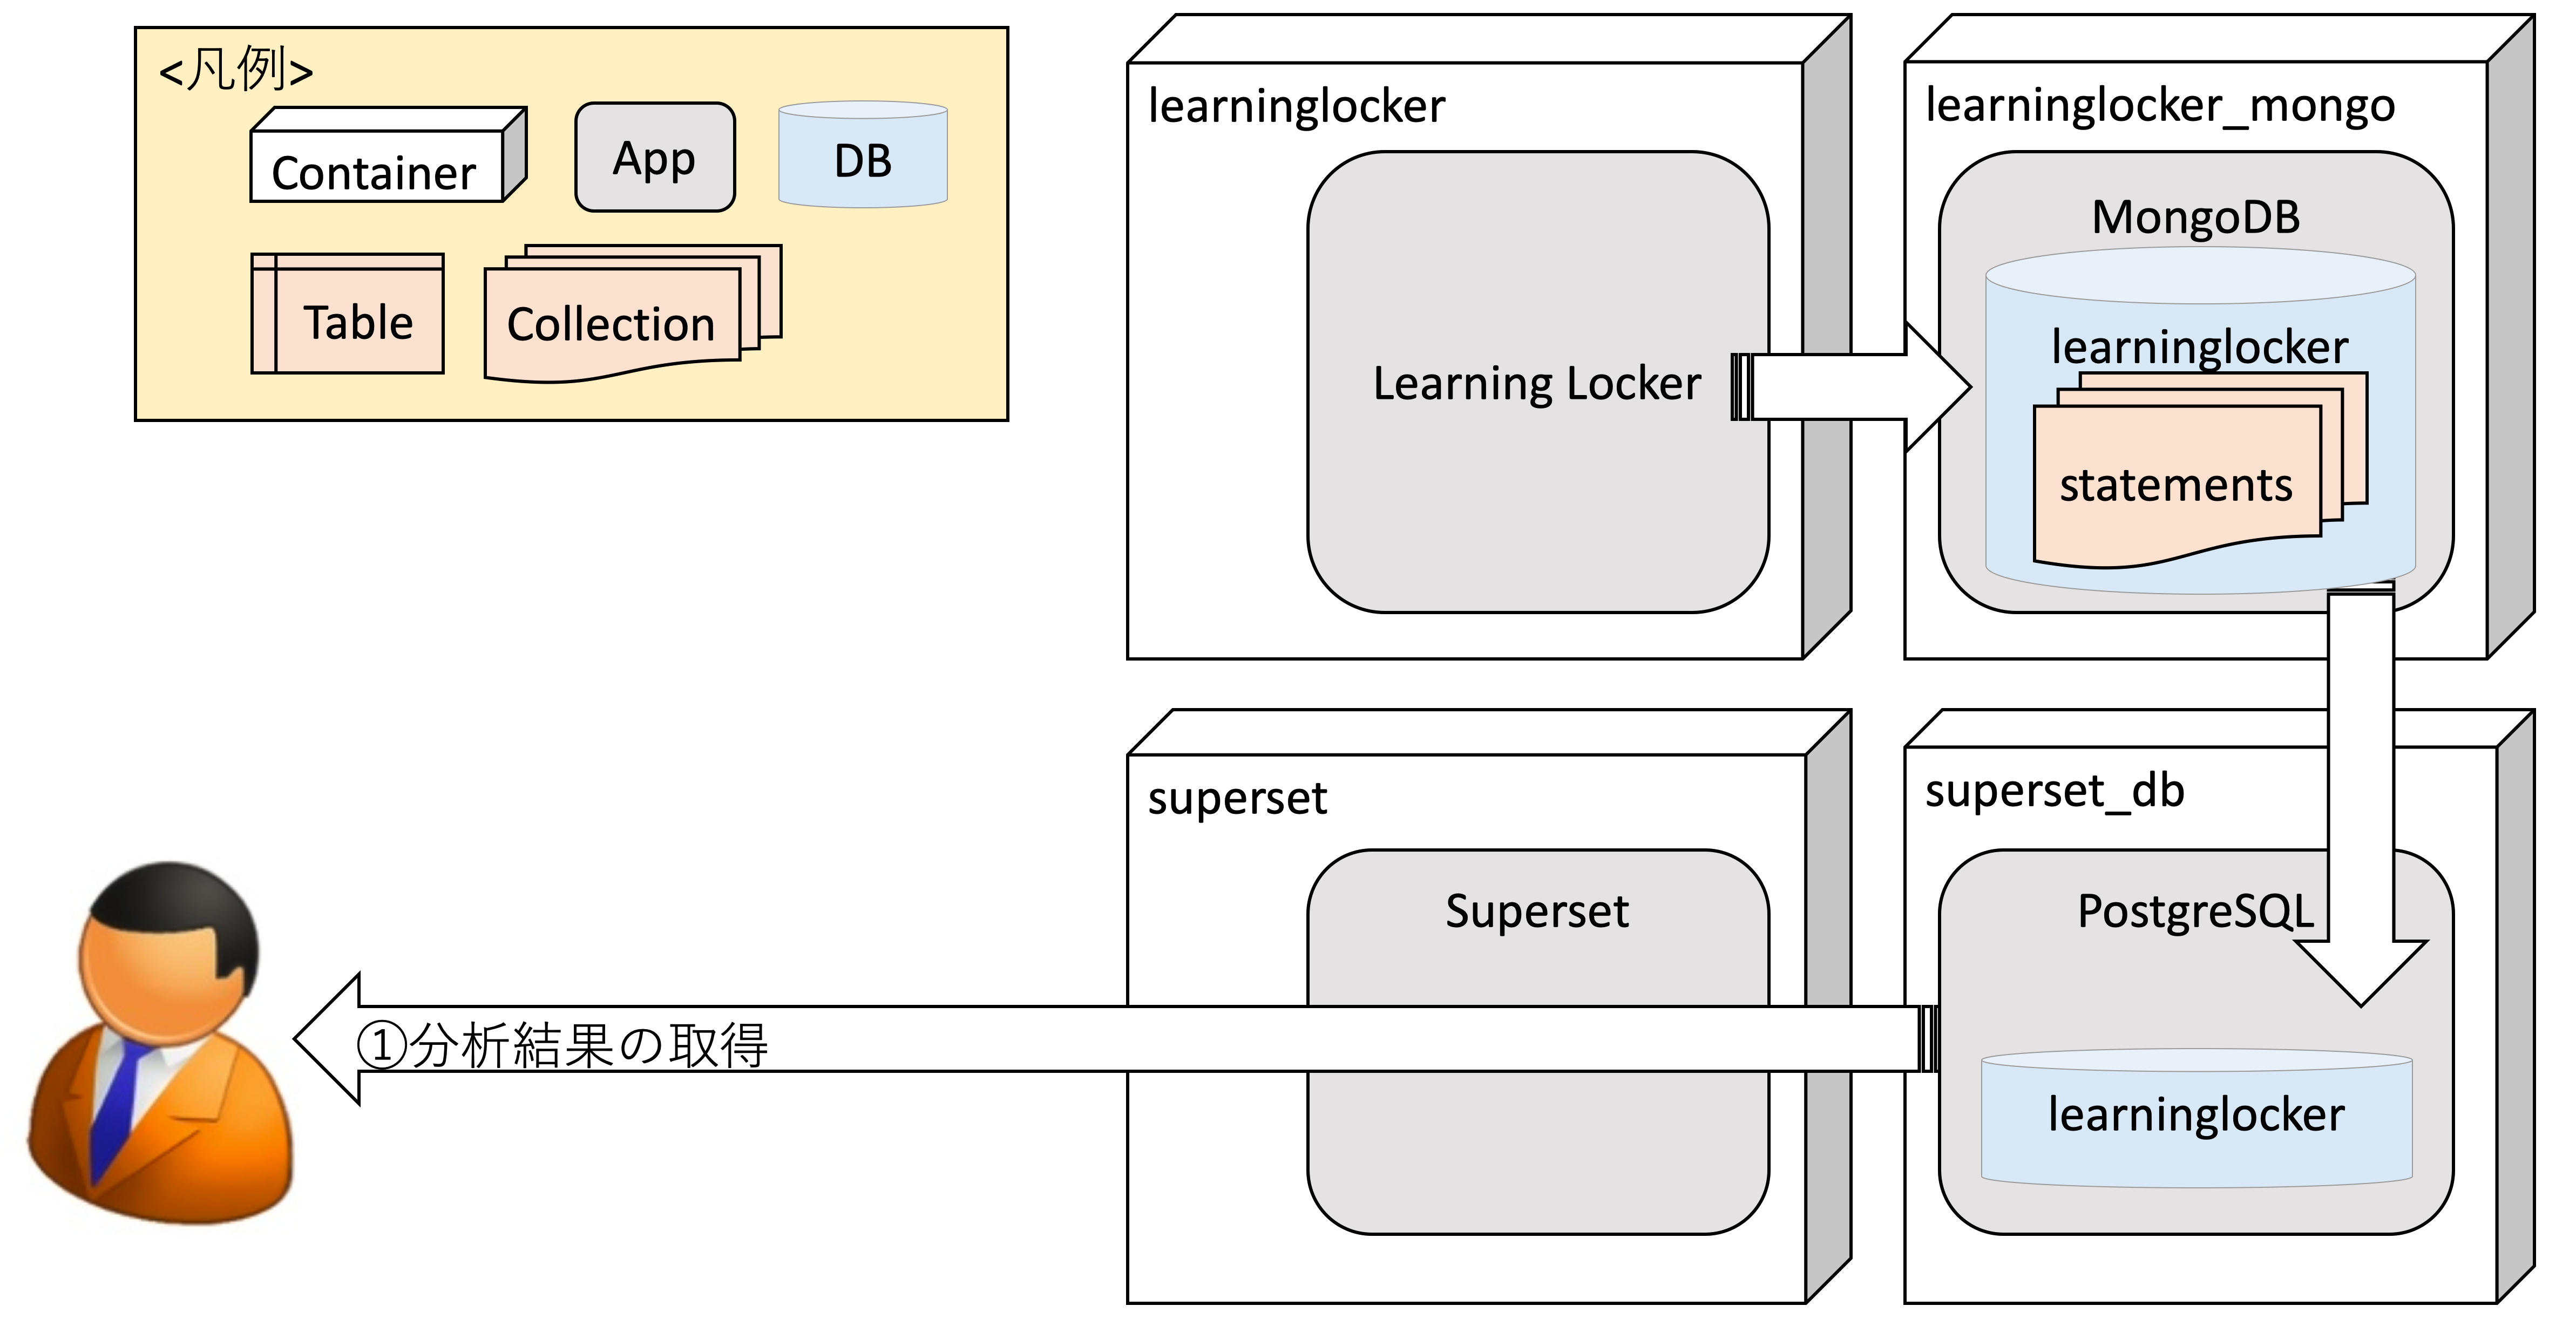 <凡例>
Container
App
DB
Table
Collection
learninglocker
Learning Locker
learninglocker_mongo
MongoDB
learninglocker
statements
superset
Superset
superset_db
PostgreSQL
learninglocker
①分析結果の取得